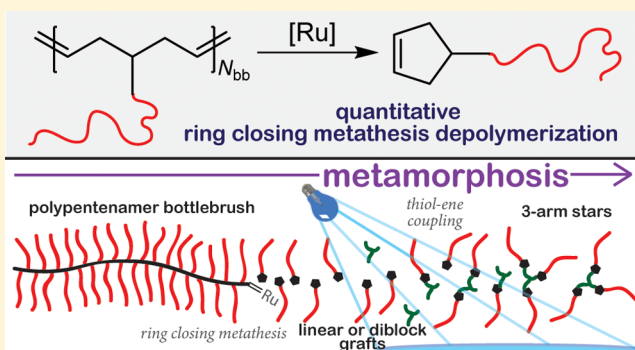 [Ru]
N bb
quantitative
ring closing metathesis depolymerization
metamorphosis
polypentenamer bottlebrush
thiol-ene
coupling
3-arm stars
Ru
ring closing metathesis
linear or diblock
grafts